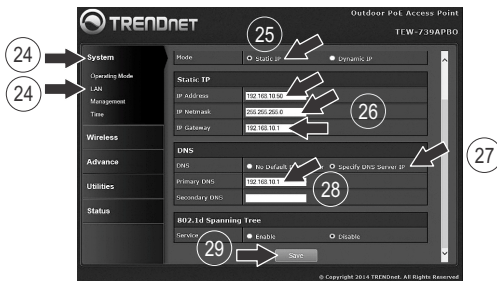 TRENDNET
Outdoor PoE Access Point
TEW-739APBO
25
24
System
Mode
Static IP
Dynamic IP
Operating Mode
24
LAN
Management
Time
Static IP
IP Address
192.168.10.50
IP Netmask
255.255.255.0
26
IP Gateway
192.168.10.1
Wireless
DNS
27
Advance
DNS
No Default
Specify DNS Server IP
Primary DNS
192.168.10.1
28
Utilities
Secondary DNS
Status
802.1d Spanning Tree
Service
Enable
Disable
29
Save
© Copyright 2014 TRENDnet. All Rights Reserved